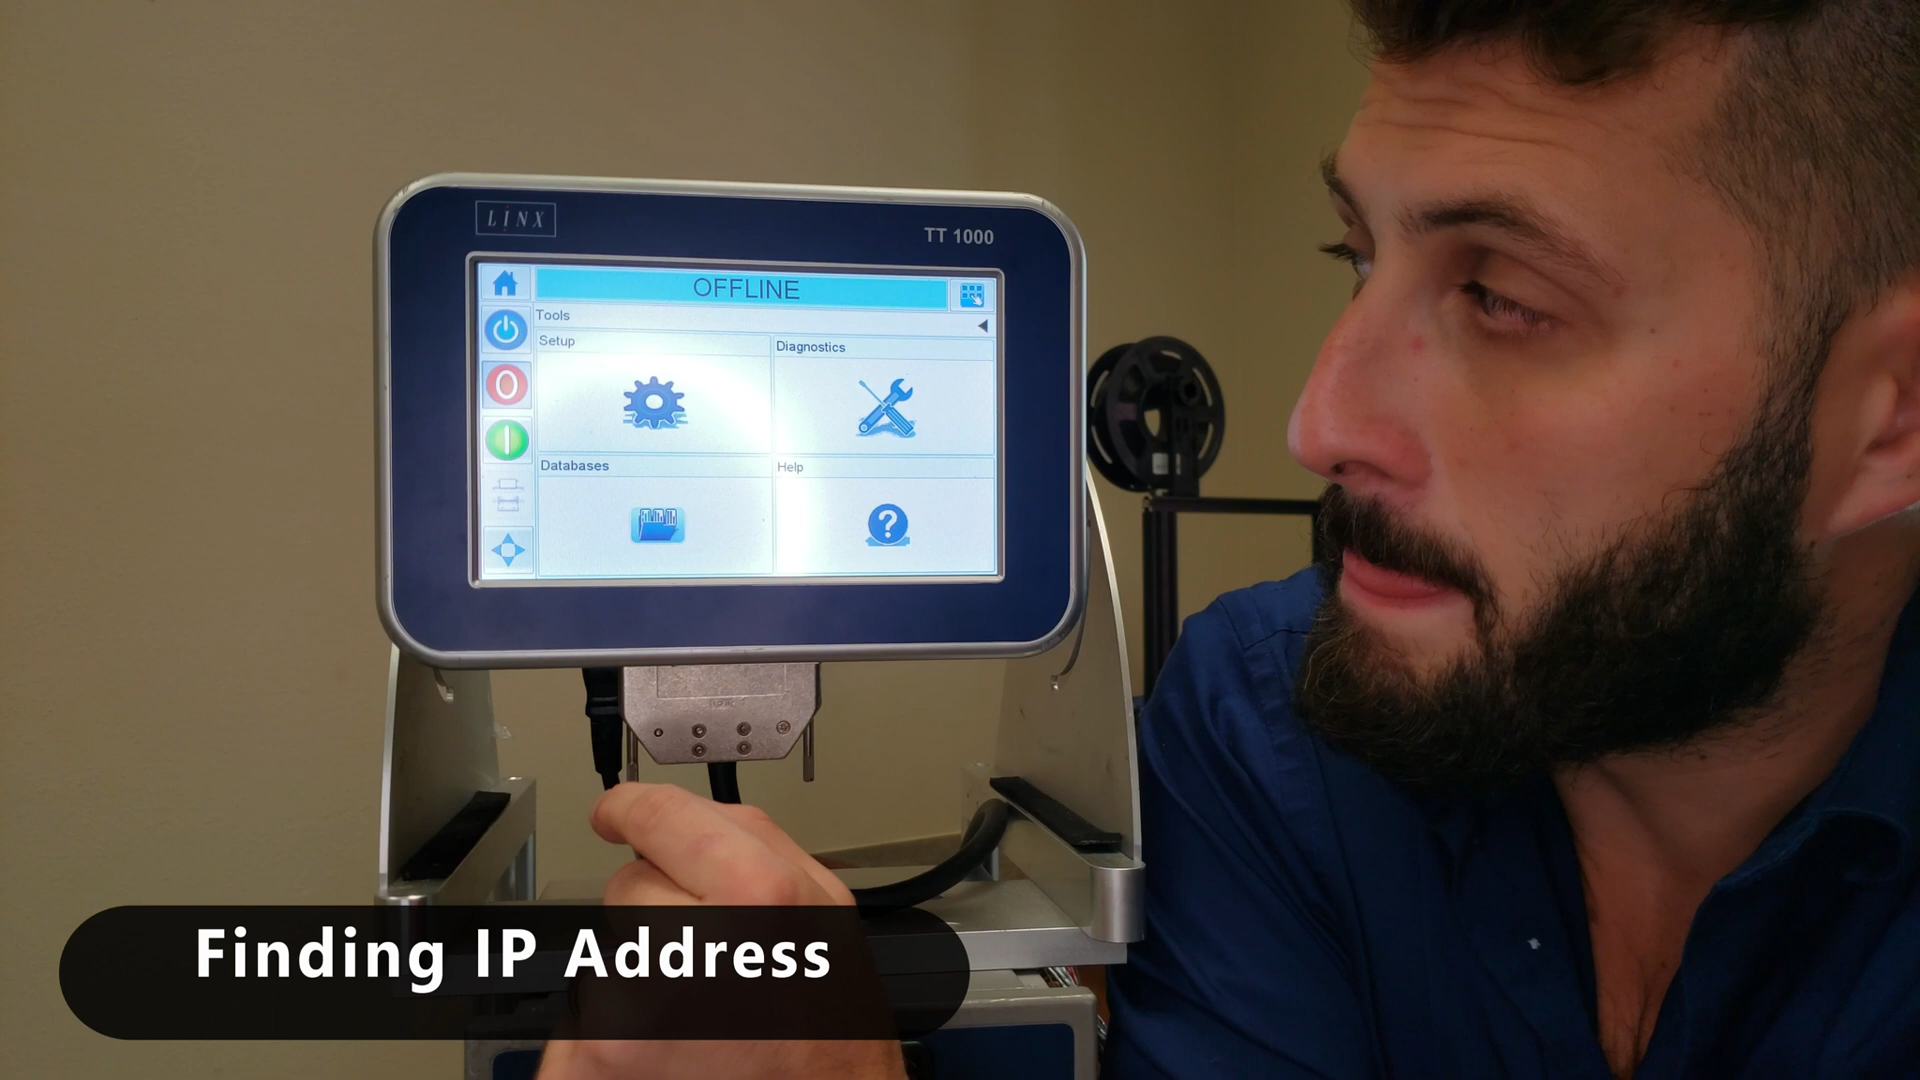 LINX
TT 1000
OFFLINE
Tools
Setup
Diagnostics
Databases
Help
Finding IP Address